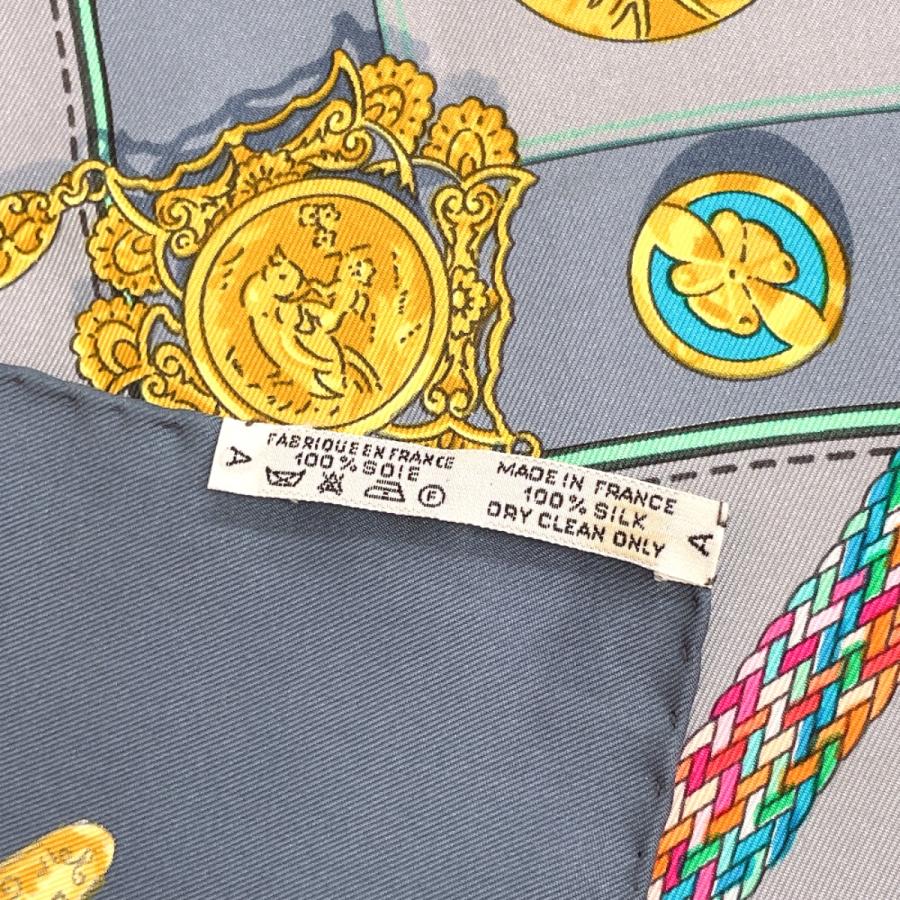 A
FABRIQUE EN FRANCE
100% SOIE
F
MADE IN FRANCE
100% SILK
DRY CLEAN ONLY
A